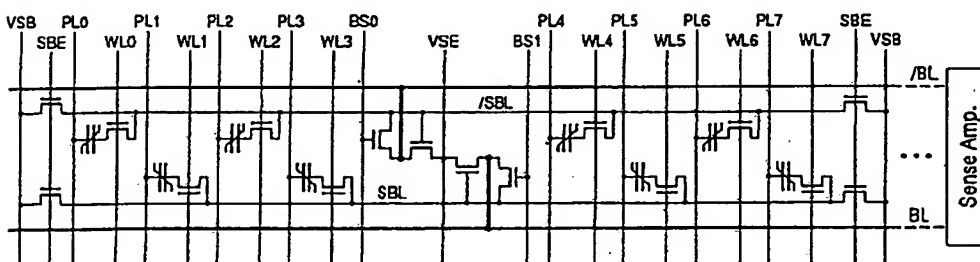 PL0 PL1 PL2 PL3 BS0 PL4 PL5 PL6 PL7 SBE
VSB SBE WL0 WL1 WL2 WL3 VSE BS1 WL4 WL5 WL6 WL7 VSB
/BL
/SBL
SBL
BL
Sense Amp.